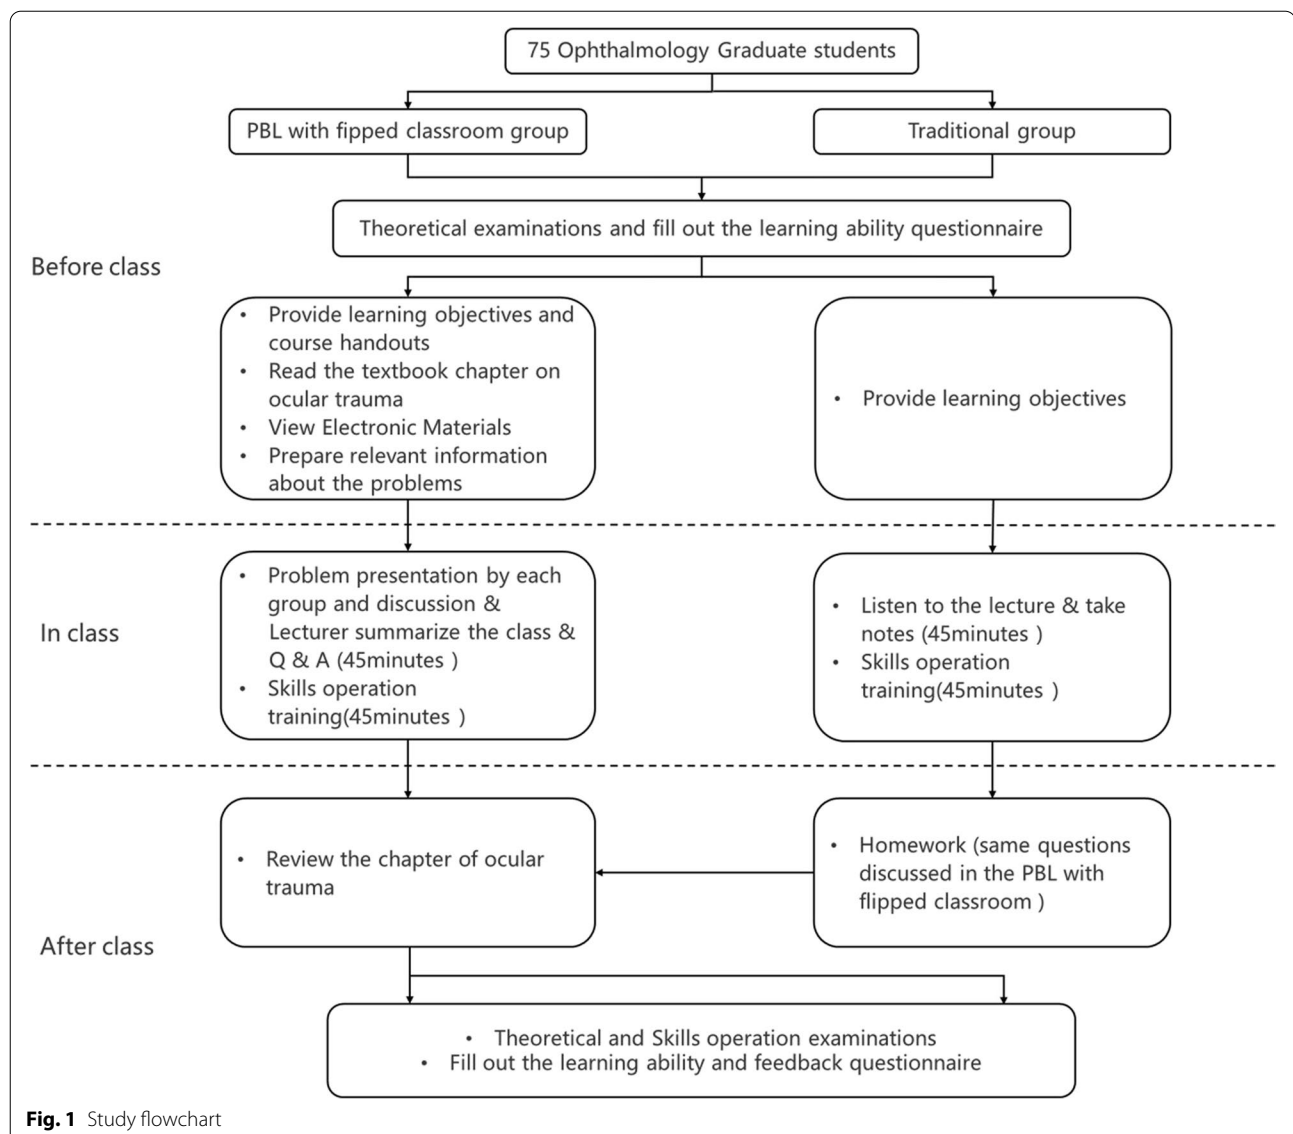 75 Ophthalmology Graduate students
PBL with fipped classroom group
Traditional group
Theoretical examinations and fill out the learning ability questionnaire
Before class
• Provide learning objectives and
course handouts
• Read the textbook chapter on
ocular trauma
• View Electronic Materials
• Prepare relevant information
about the problems
• Provide learning objectives
In class
• Problem presentation by each
group and discussion &
Lecturer summarize the class &
Q & A (45minutes )
• Skills operation
training(45minutes )
• Listen to the lecture & take
notes (45minutes )
• Skills operation
training(45minutes )
After class
• Review the chapter of ocular
trauma
• Homework (same questions
discussed in the PBL with
flipped classroom )
• Theoretical and Skills operation examinations
• Fill out the learning ability and feedback questionnaire
Fig. 1 Study flowchart